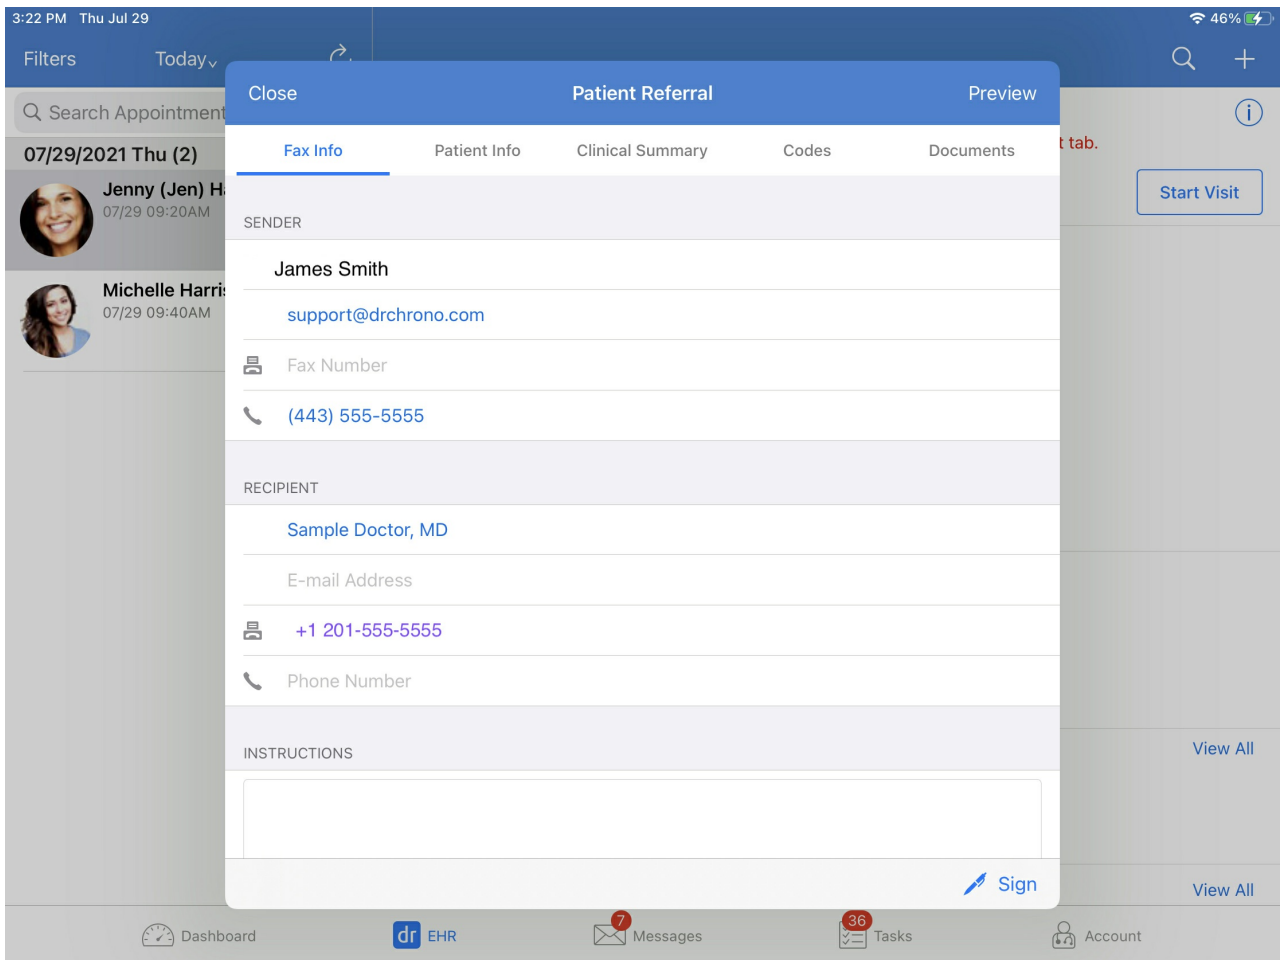 3:22 PM Thu Jul 29
46%
Filters Today
Close Patient Referral Preview
Search Appointment
Fax Info Patient Info Clinical Summary Codes Documents
t tab.
07/29/2021 Thu (2)
Jenny (Jen) Ha
07/29 09:20AM
Start Visit
SENDER
James Smith
Michelle Harris
07/29 09:40AM
support@drchrono.com
Fax Number
(443) 555-5555
RECIPIENT
Sample Doctor, MD
E-mail Address
+1 201-555-5555
Phone Number
INSTRUCTIONS
View All
Sign
View All
Dashboard
dr EHR
7 Messages
36 Tasks
Account